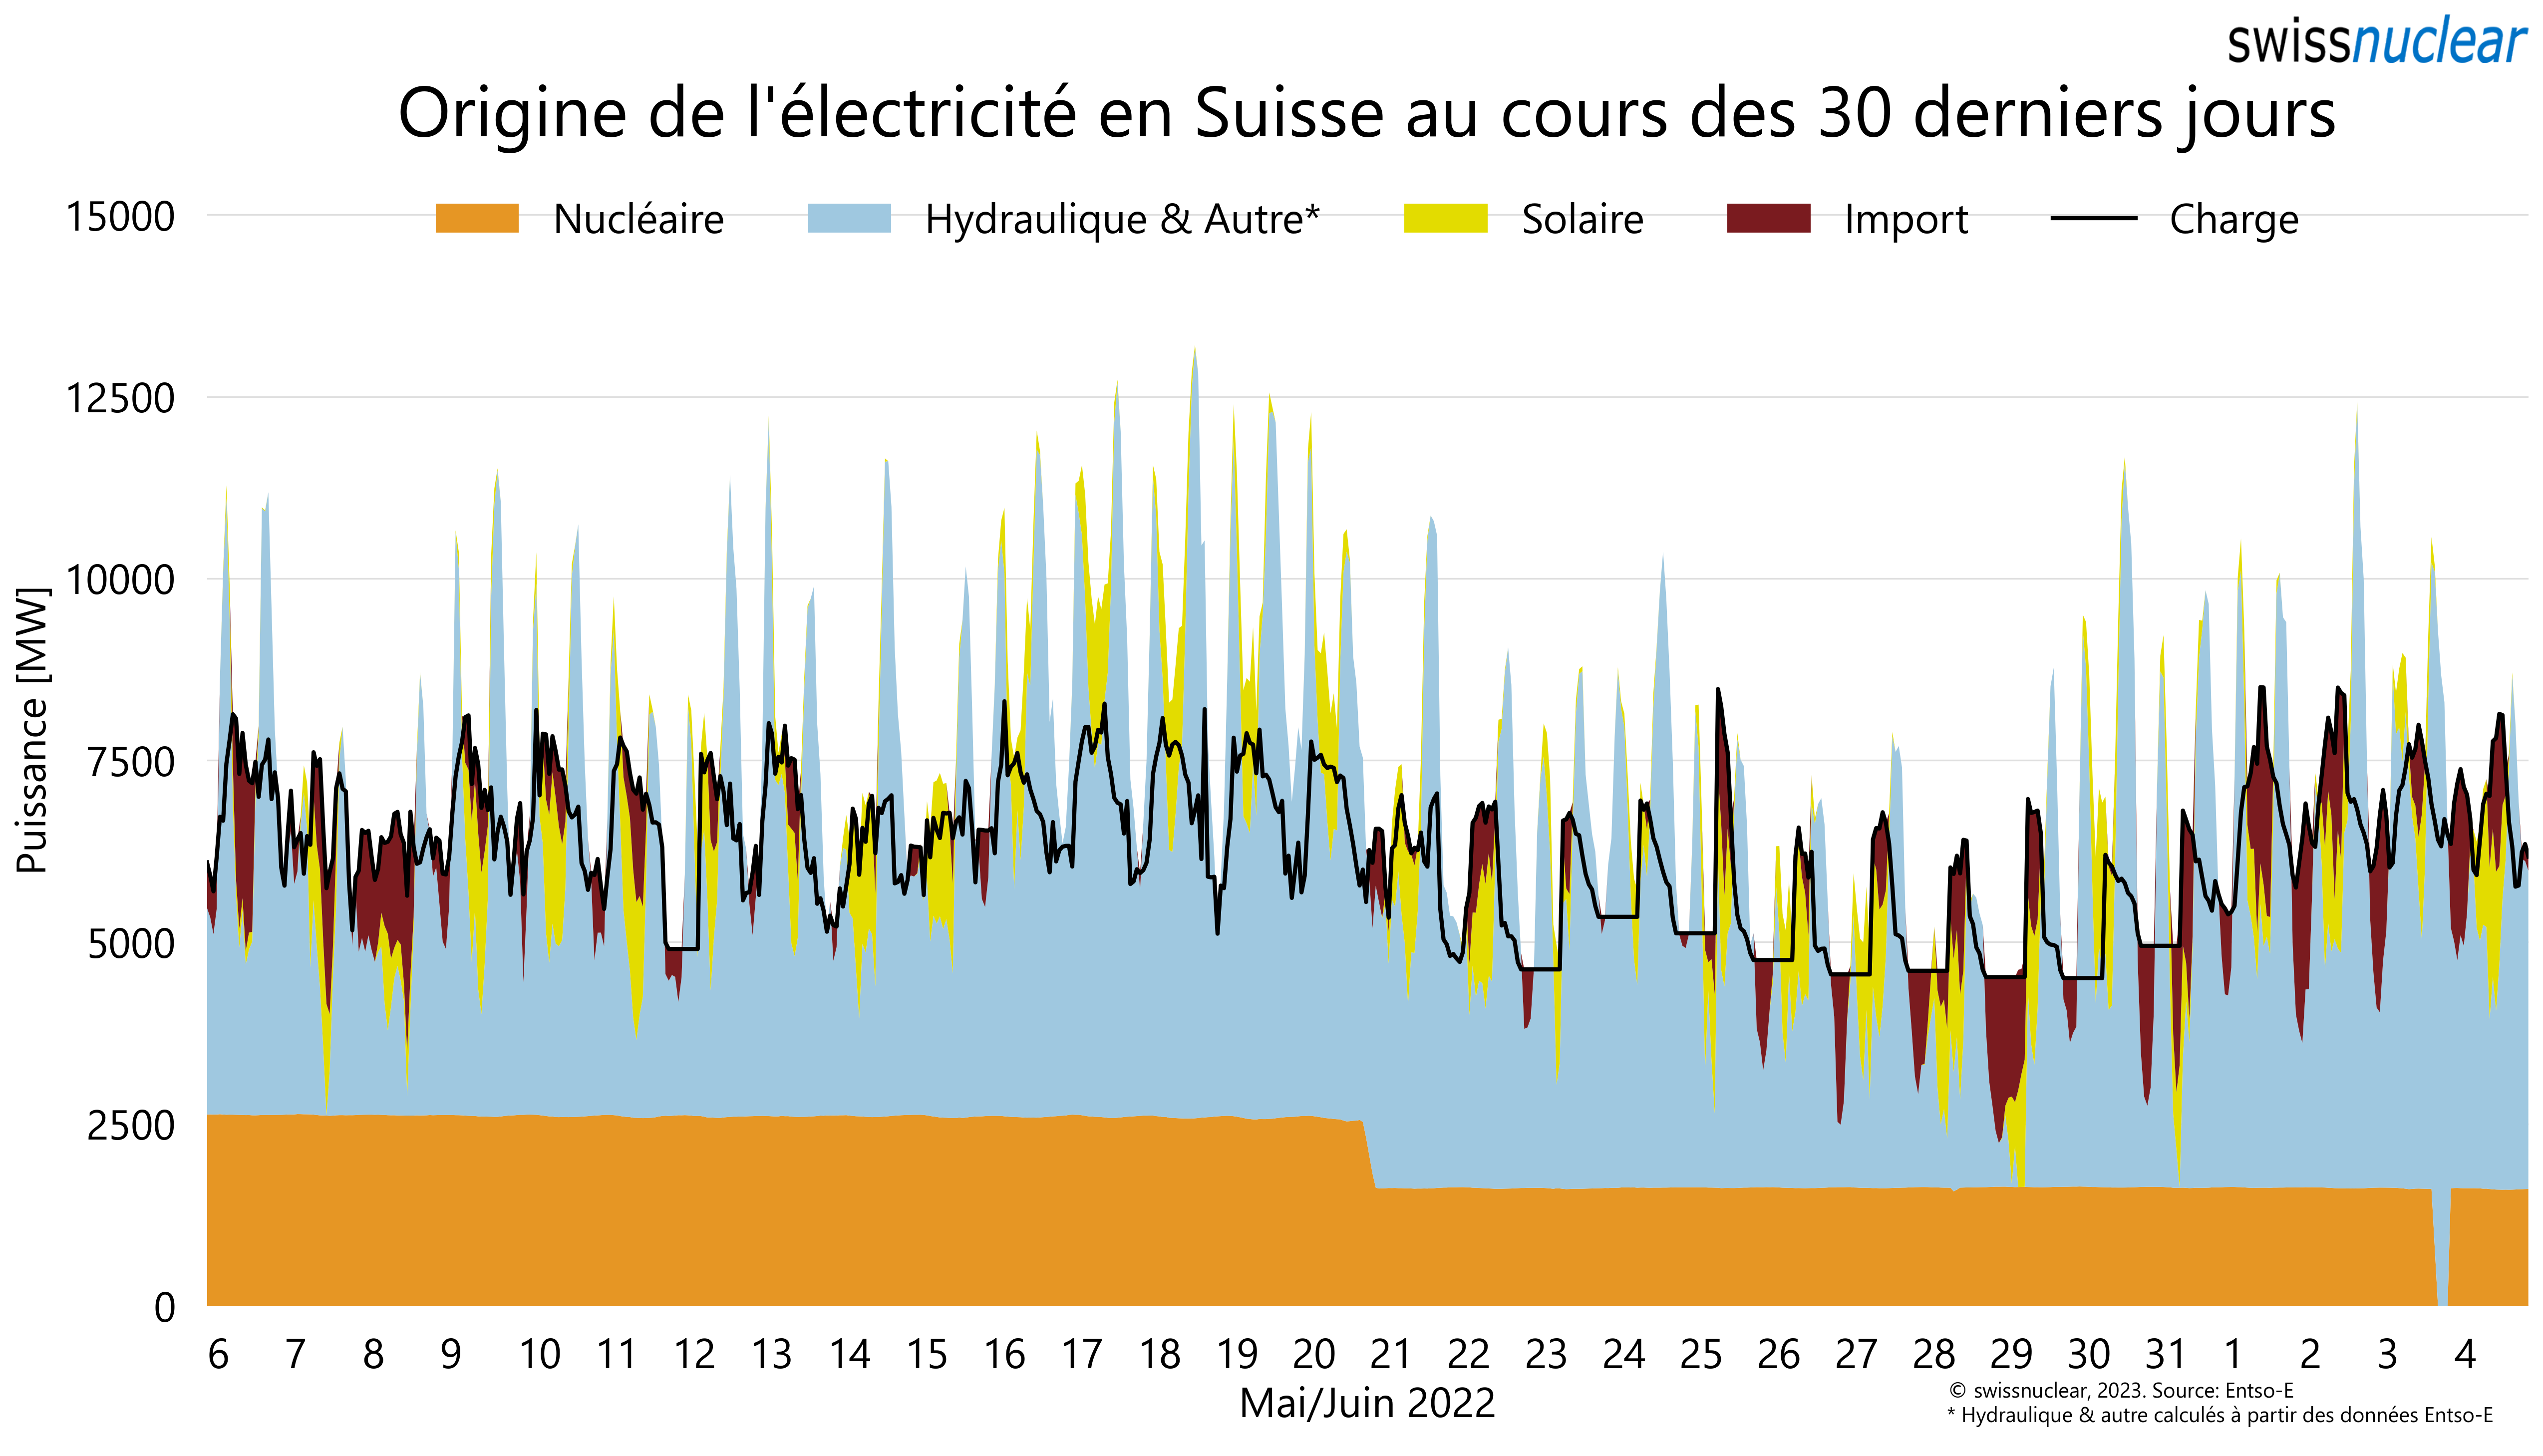 swissnuclear
Origine de l'électricité en Suisse au cours des 30 derniers jours
Nucléaire Hydraulique & Autre* Solaire Import Charge
15000
12500
10000
7500
5000
2500
0
Puissance [MW]
6 7 8 9 10 11 12 13 14 15 16 17 18 19 20 21 22 23 24 25 26 27 28 29 30 31 1 2 3 4
Mai/Juin 2022
© swissnuclear, 2023. Source: Entso-E
* Hydraulique & autre calculés à partir des données Entso-E